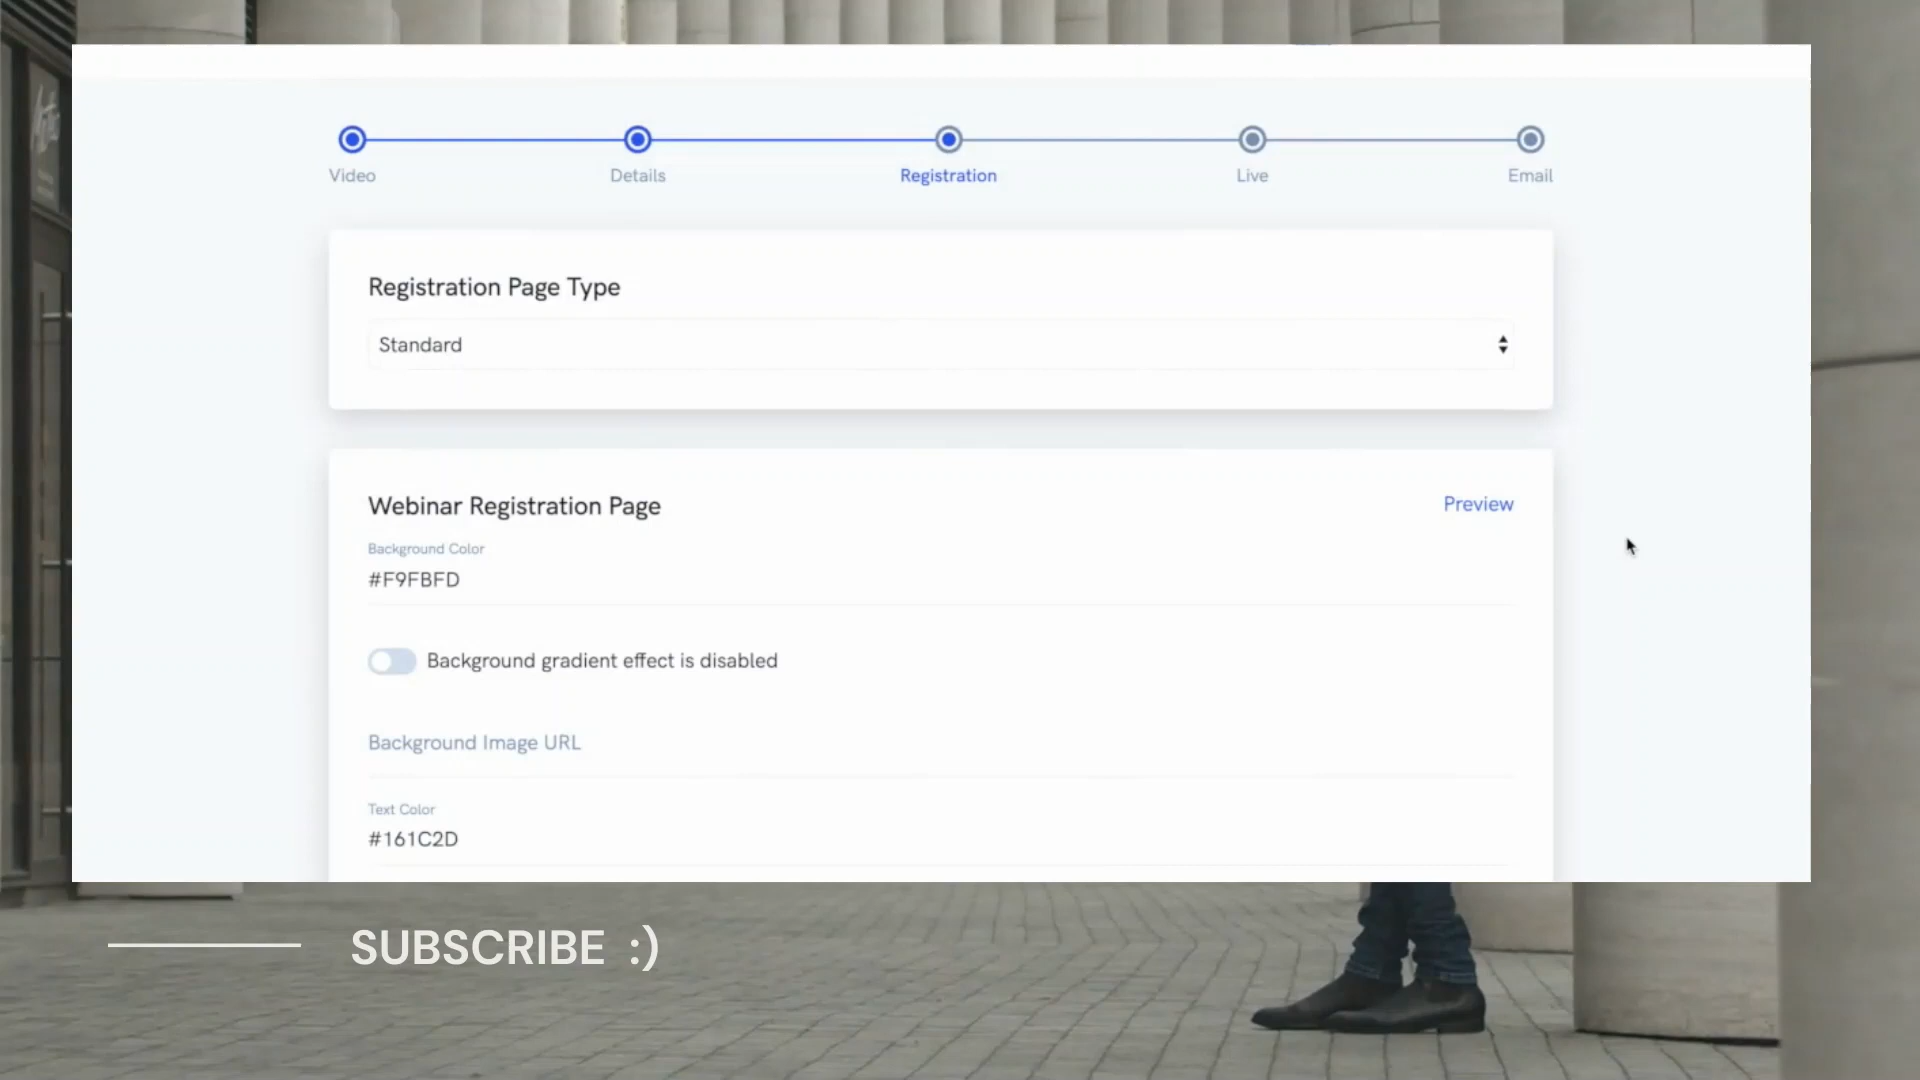 Video
Details
Registration
Live
Email
Registration Page Type
Standard
Webinar Registration Page
Preview
Background Color
#F9FBFD
Background gradient effect is disabled
Background Image URL
Text Color
#161C2D
SUBSCRIBE :)